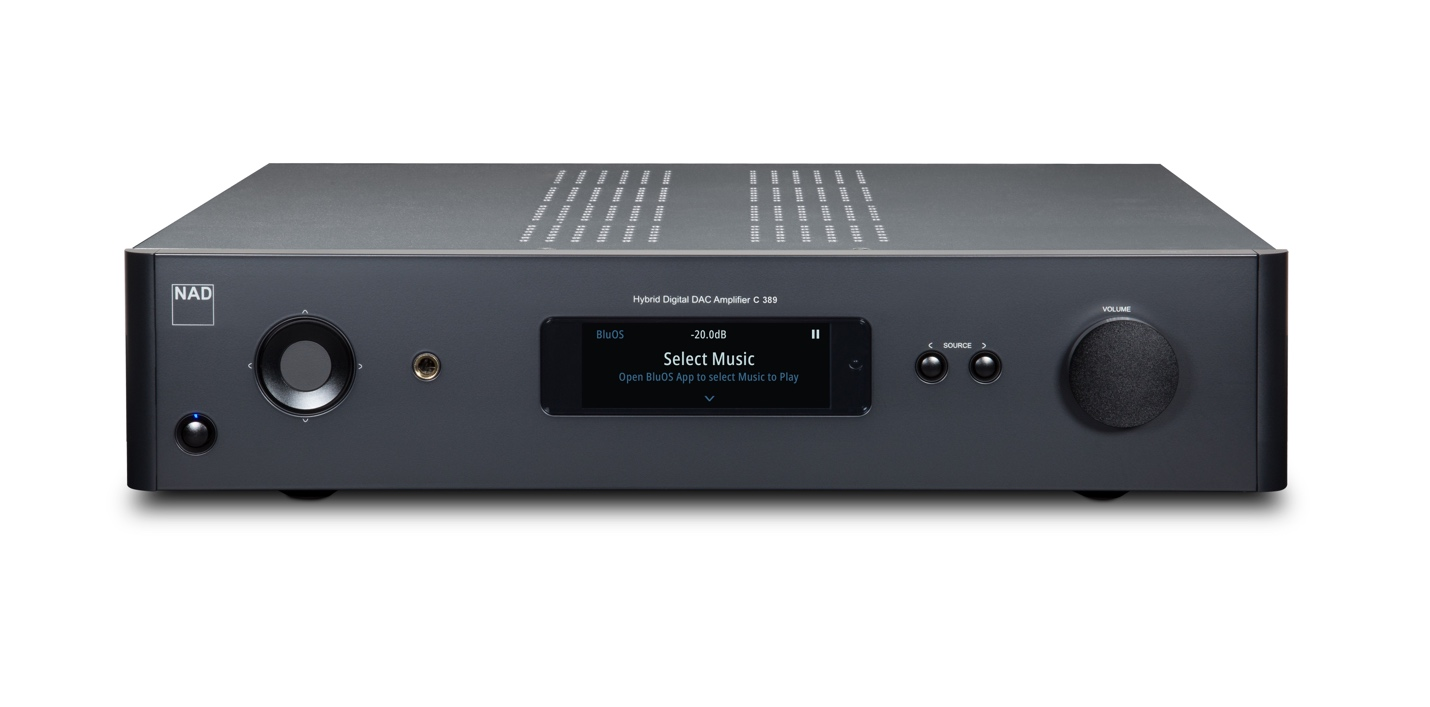 NAD
Hybrid Digital DAC Amplifier C 389
BluOS -20.0dB
Select Music
Open BluOS App to select Music to Play
SOURCE
VOLUME